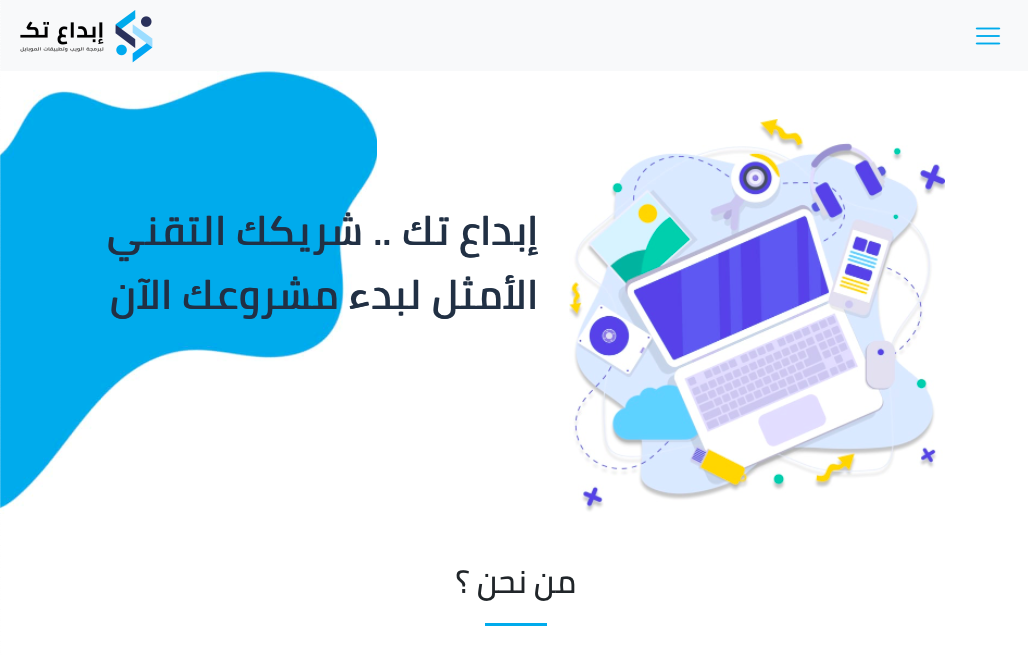 إبداع تك
لبرمجة الويب وتطبيقات الموبايل
إبداع تك .. شريكك التقني
الأمثل لبدء مشروعك الآن
من نحن ؟